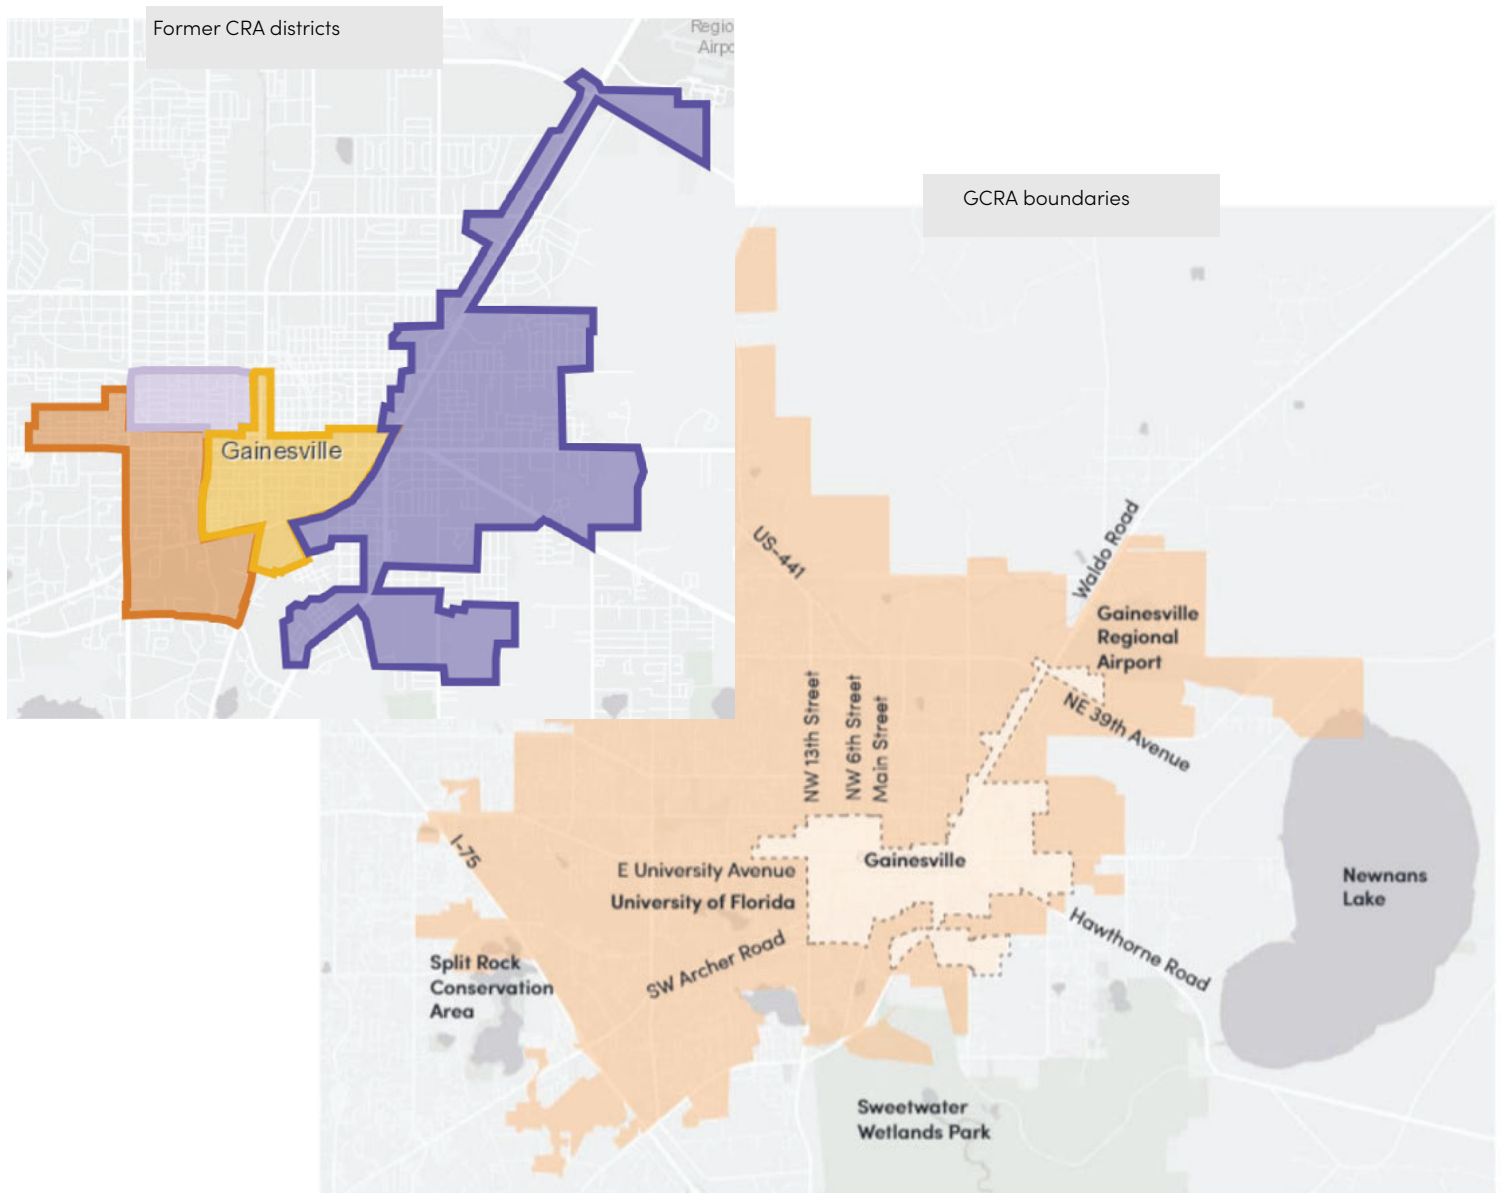 Former CRA districts
Gainesville
GCRA boundaries
US-441
Waldo Road
Gainesville
Regional
Airport
NW 13th Street
NW 6th Street
Main Street
NE 39th Avenue
I-75
E University Avenue
Gainesville
University of Florida
Newnans
Lake
SW Archer Road
Hawthorne Road
Split Rock
Conservation
Area
Sweetwater
Wetlands Park